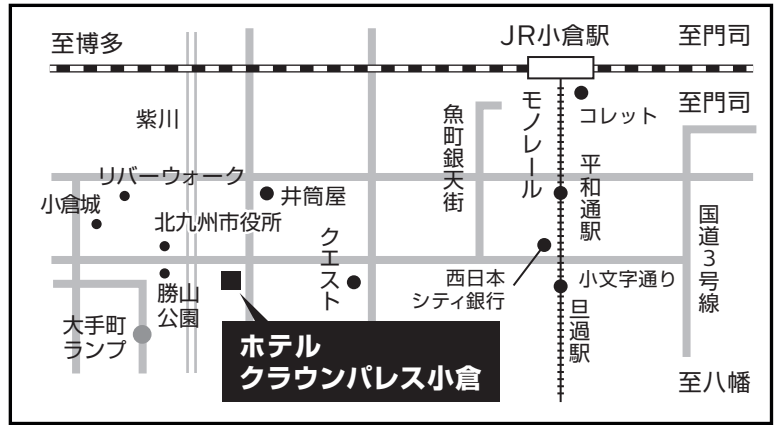 至博多
JR小倉駅
至門司
至門司
紫川
魚町銀天街
モノレール
コレット
リバーウォーク
小倉城
井筒屋
平和通駅
北九州市役所
クエスト
国道3号線
勝山
公園
西日本
シティ銀行
小文字通り
大手町
ランプ
旦過駅
ホテル
クラウンパレス小倉
至八幡